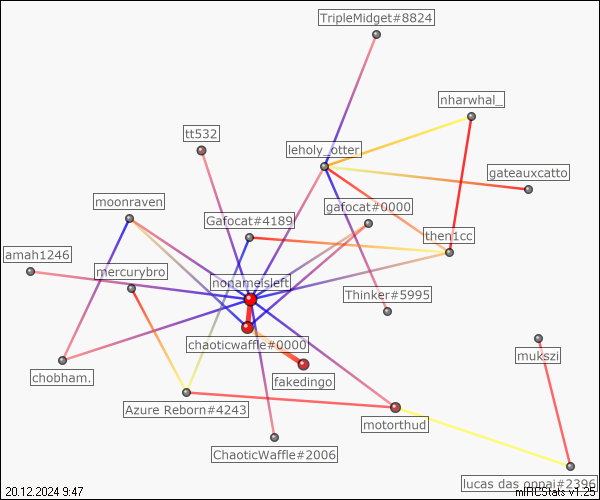 TripleMidget#8824
nharwhal_
tt532
leholy_otter
gateauxcatto
moonraven
gafocat#0000
Gafocat#4189
then1cc
amah1246
mercurybro
nonameisleft
Thinker#5995
chaoticwaffle#0000
mukszi
chobham.
fakedingo
Azure Reborn#4243
motorthud
ChaoticWaffle#2006
lucas das oppai#2396
20.12.2024 9:47
mIRCStats v1.25